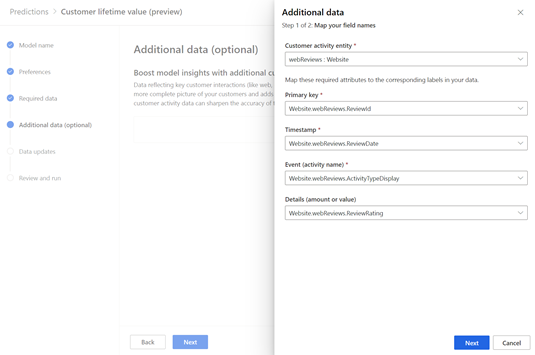 Predictions > Customer lifetime value (preview)
Model name
Preferences
Required data
Additional data (optional)
Data updates
Review and run
Additional data (optional)
Boost model insights with additional cu
Data reflecting key customer interactions (like web,
more complete picture of your customers and adds
customer activity data can sharpen the accuracy of t
Back
Next
Additional data
Step 1 of 2: Map your field names
Customer activity entity *
webReviews : Website
Map these required attributes to the corresponding labels in your data.
Primary key *
Website.webReviews.ReviewId
Timestamp *
Website.webReviews.ReviewDate
Event (activity name) *
Website.webReviews.ActivityTypeDisplay
Details (amount or value)
Website.webReviews.ReviewRating
Next
Cancel